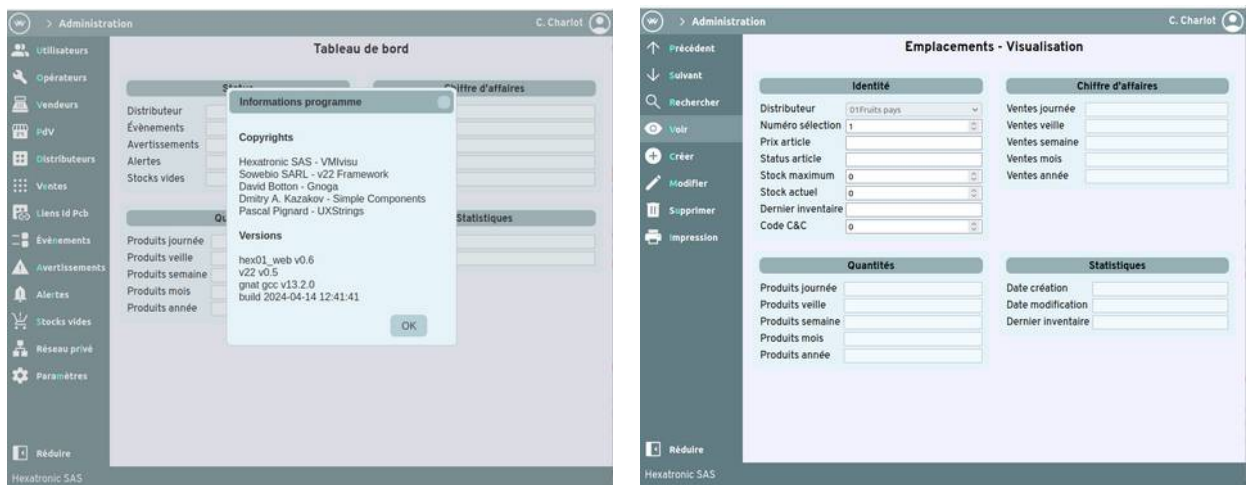 > Administration
C. Charlot
Utilisateurs
Opérateurs
Vendeurs
PdV
Distributeurs
Ventes
Liens Id Pcb
Évènements
Avertissements
Alertes
Stocks vides
Réseau privé
Paramètres
Réduire
Hexatronic SAS
Tableau de bord
Status
Chiffre d'affaires
Distributeur
Évènements
Avertissements
Alertes
Stocks vides
Statistiques
Produits journée
Produits veille
Produits semaine
Produits mois
Produits année
Informations programme
Copyrights
Hexatronic SAS - VMIvisu
Sowebio SARL - v22 Framework
David Botton - Gnoga
Dmitry A. Kazakov - Simple Components
Pascal Pignard - UXStrings
Versions
hex01_web v0.6
v22 v0.5
gnat gcc v13.2.0
build 2024-04-14 12:41:41
OK
> Administration
C. Charlot
Précédent
Suivant
Rechercher
Voir
Créer
Modifier
Supprimer
Impression
Réduire
Hexatronic SAS
Emplacements - Visualisation
Identité
Distributeur 01Fruits pays
Numéro sélection 1
Prix article
Status article
Stock maximum 0
Stock actuel 0
Dernier inventaire
Code C&C 0
Chiffre d'affaires
Ventes journée
Ventes veille
Ventes semaine
Ventes mois
Ventes année
Quantités
Produits journée
Produits veille
Produits semaine
Produits mois
Produits année
Statistiques
Date création
Date modification
Dernier inventaire